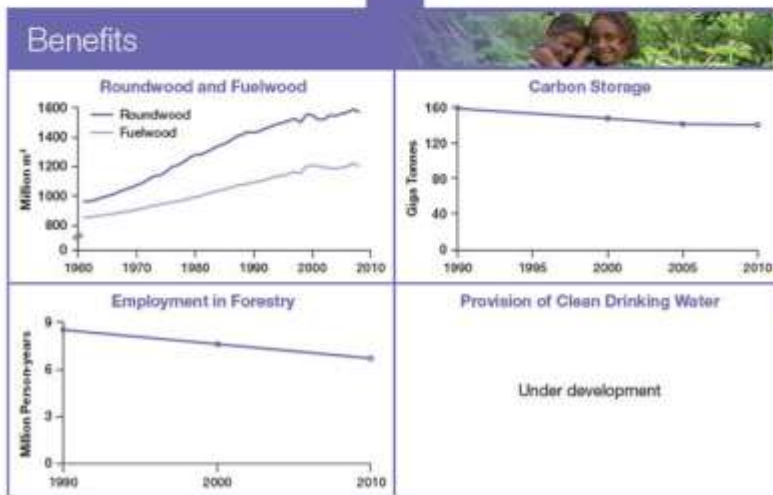 Benefits
Roundwood and Fuelwood
Million m³
1600
1400
1200
1000
800
0
Roundwood
Fuelwood
1960
1970
1980
1990
2000
2010
Carbon Storage
Giga Tonnes
160
120
80
40
0
1990
1995
2000
2005
2010
Employment in Forestry
Million Person-years
9
6
3
0
1990
2000
2010
Provision of Clean Drinking Water
Under development